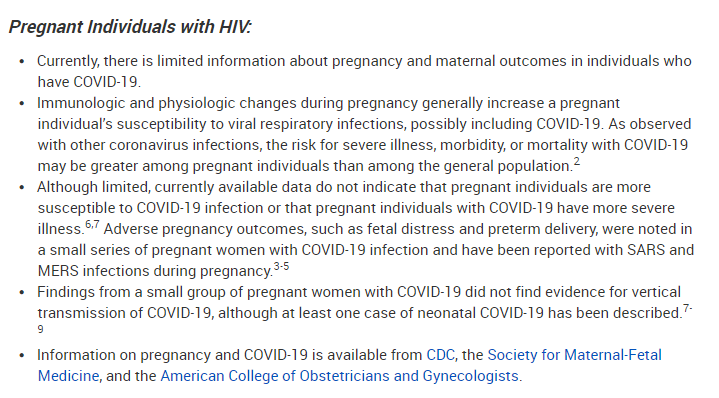 Pregnant Individuals with HIV:
• Currently, there is limited information about pregnancy and maternal outcomes in individuals who
have COVID-19.
• Immunologic and physiologic changes during pregnancy generally increase a pregnant
individual's susceptibility to viral respiratory infections, possibly including COVID-19. As observed
with other coronavirus infections, the risk for severe illness, morbidity, or mortality with COVID-19
may be greater among pregnant individuals than among the general population.2
• Although limited, currently available data do not indicate that pregnant individuals are more
susceptible to COVID-19 infection or that pregnant individuals with COVID-19 have more severe
illness.6,7 Adverse pregnancy outcomes, such as fetal distress and preterm delivery, were noted in
a small series of pregnant women with COVID-19 infection and have been reported with SARS and
MERS infections during pregnancy.3-5
• Findings from a small group of pregnant women with COVID-19 did not find evidence for vertical
transmission of COVID-19, although at least one case of neonatal COVID-19 has been described.7-
9
• Information on pregnancy and COVID-19 is available from CDC, the Society for Maternal-Fetal
Medicine, and the American College of Obstetricians and Gynecologists.